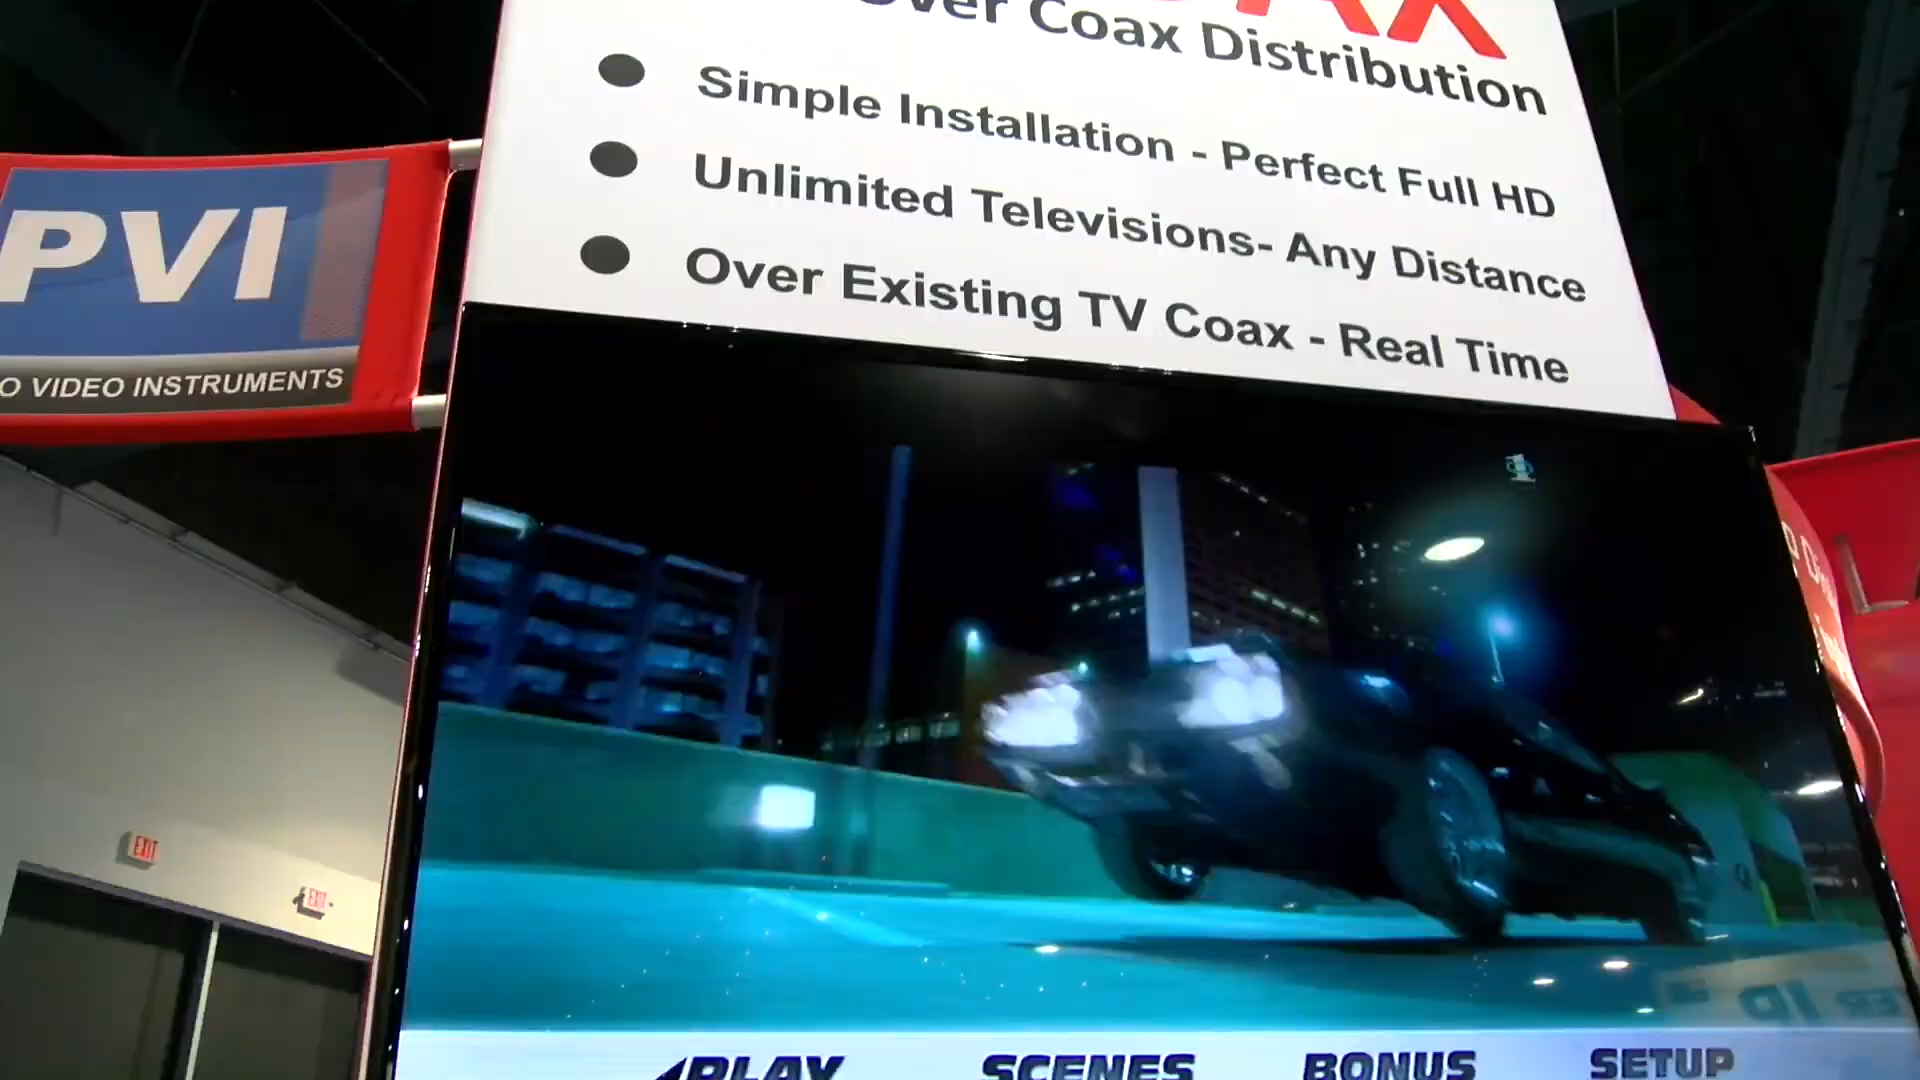 Over Coax Distribution
Simple Installation - Perfect Full HD
Unlimited Televisions- Any Distance
Over Existing TV Coax - Real Time
PVI
O VIDEO INSTRUMENTS
EXIT
EXIT
PLAY
SCENES
BONUS
SETUP